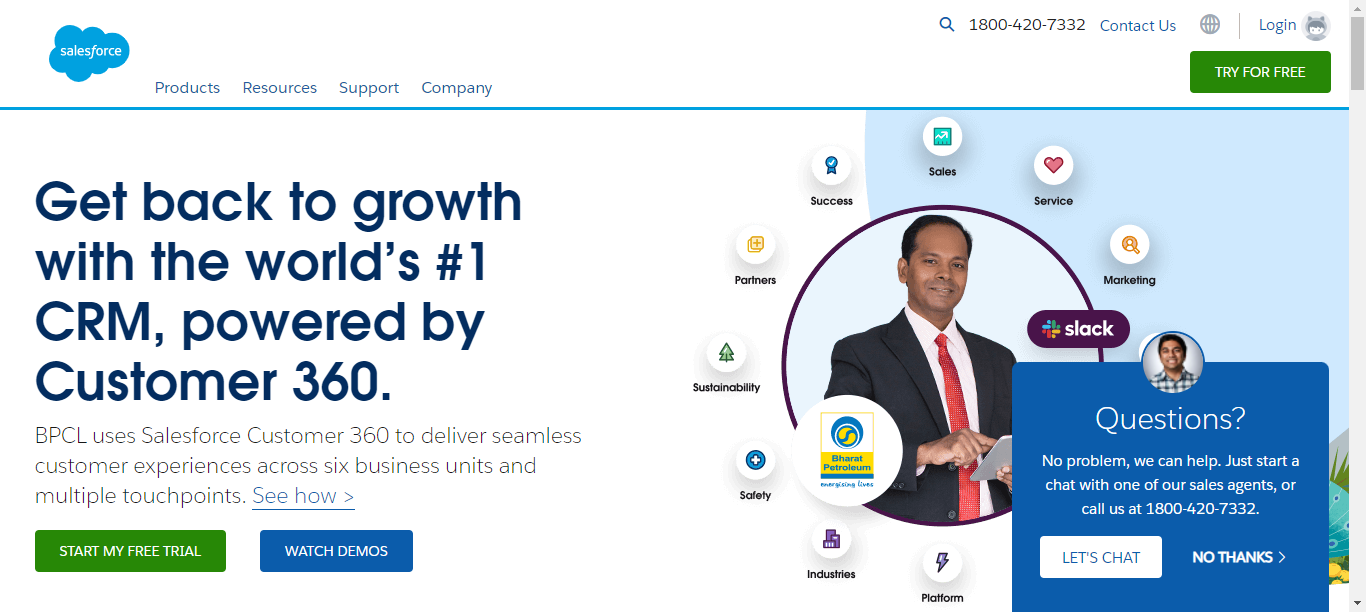 salesforce
Products
Resources
Support
Company
1800-420-7332
Contact Us
Login
TRY FOR FREE
Get back to growth
with the world’s #1
CRM, powered by
Customer 360.
BPCL uses Salesforce Customer 360 to deliver seamless
customer experiences across six business units and
multiple touchpoints. See how >
START MY FREE TRIAL
WATCH DEMOS
Sales
Success
Service
Partners
Marketing
slack
Sustainability
Bharat
Petroleum
energising lives
Safety
Industries
Platform
Questions?
No problem, we can help. Just start a
chat with one of our sales agents, or
call us at 1800-420-7332.
LET'S CHAT
NO THANKS